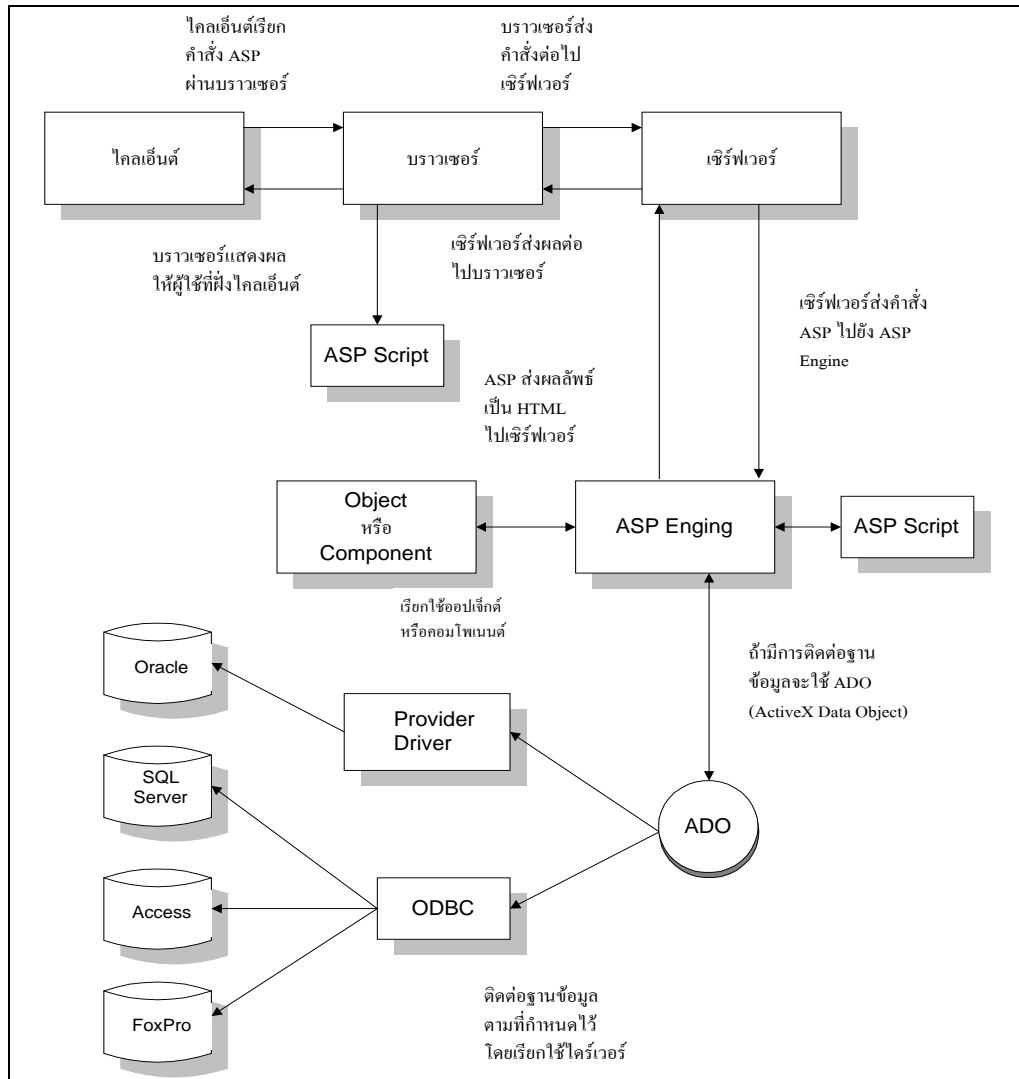 ไคลเอ็นต์เรียก
คำสั่ง ASP
ผ่านบราวเซอร์
บราวเซอร์ส่ง
คำสั่งต่อไป
เซิร์ฟเวอร์
ไคลเอ็นต์
บราวเซอร์
เซิร์ฟเวอร์
บราวเซอร์แสดงผล
ให้ผู้ใช้ที่ฝั่งไคลเอ็นต์
เซิร์ฟเวอร์ส่งผลต่อ
ไปบราวเซอร์
เซิร์ฟเวอร์ส่งคำสั่ง
ASP ไปยัง ASP
Engine
ASP Script
ASP ส่งผลลัพธ์
เป็น HTML
ไปเซิร์ฟเวอร์
Object
หรือ
Component
ASP Enging
ASP Script
เรียกใช้ออปเจ็กต์
หรือคอมโพเนนต์
ถ้ามีการติดต่อฐาน
ข้อมูลจะใช้ ADO
(ActiveX Data Object)
Oracle
Provider
Driver
SQL
Server
ADO
Access
ODBC
FoxPro
ติดต่อฐานข้อมูล
ตามที่กำหนดไว้
โดยเรียกใช้ไดร์เวอร์